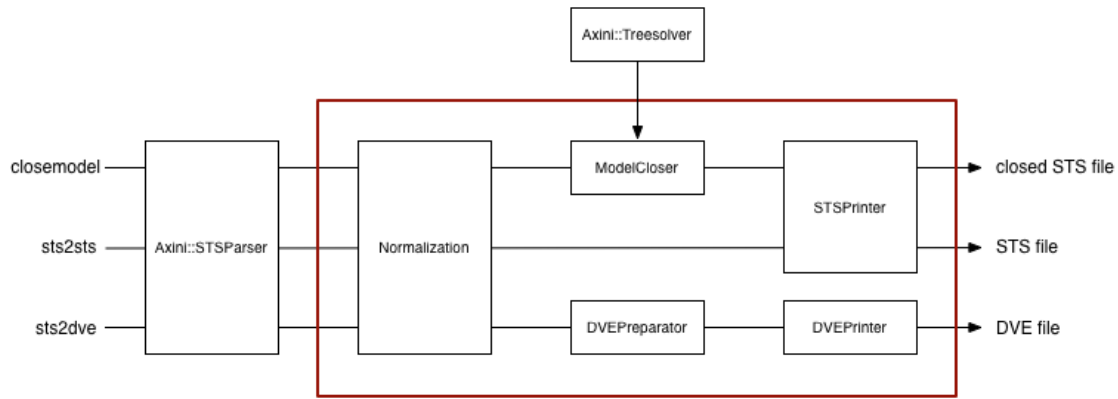 Axini::Treesolver
closemodel
ModelCloser
closed STS file
STSPrinter
sts2sts
Axini::STSParser
Normalization
STS file
sts2dve
DVEPreparator
DVEPrinter
DVE file